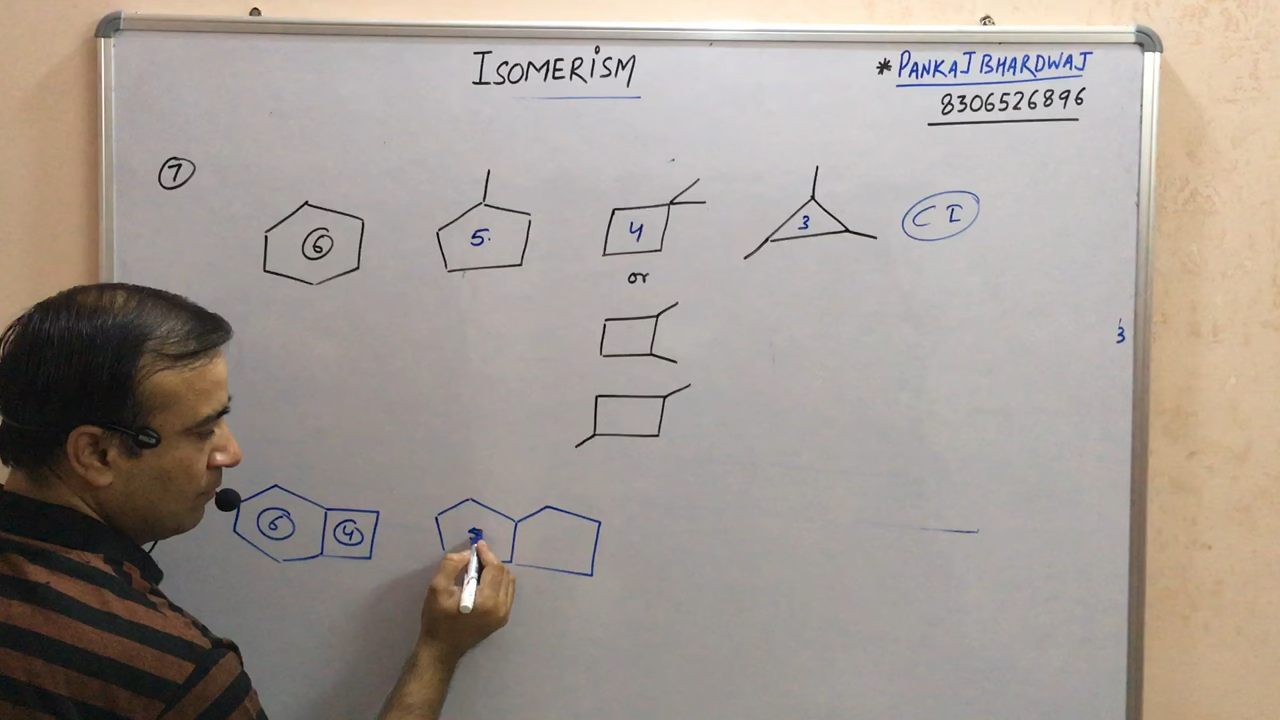 ISOMERISM
* PANKAJ BHARDWAJ
8306526896
7
6 5. 4 3 C I
or
3
6 4